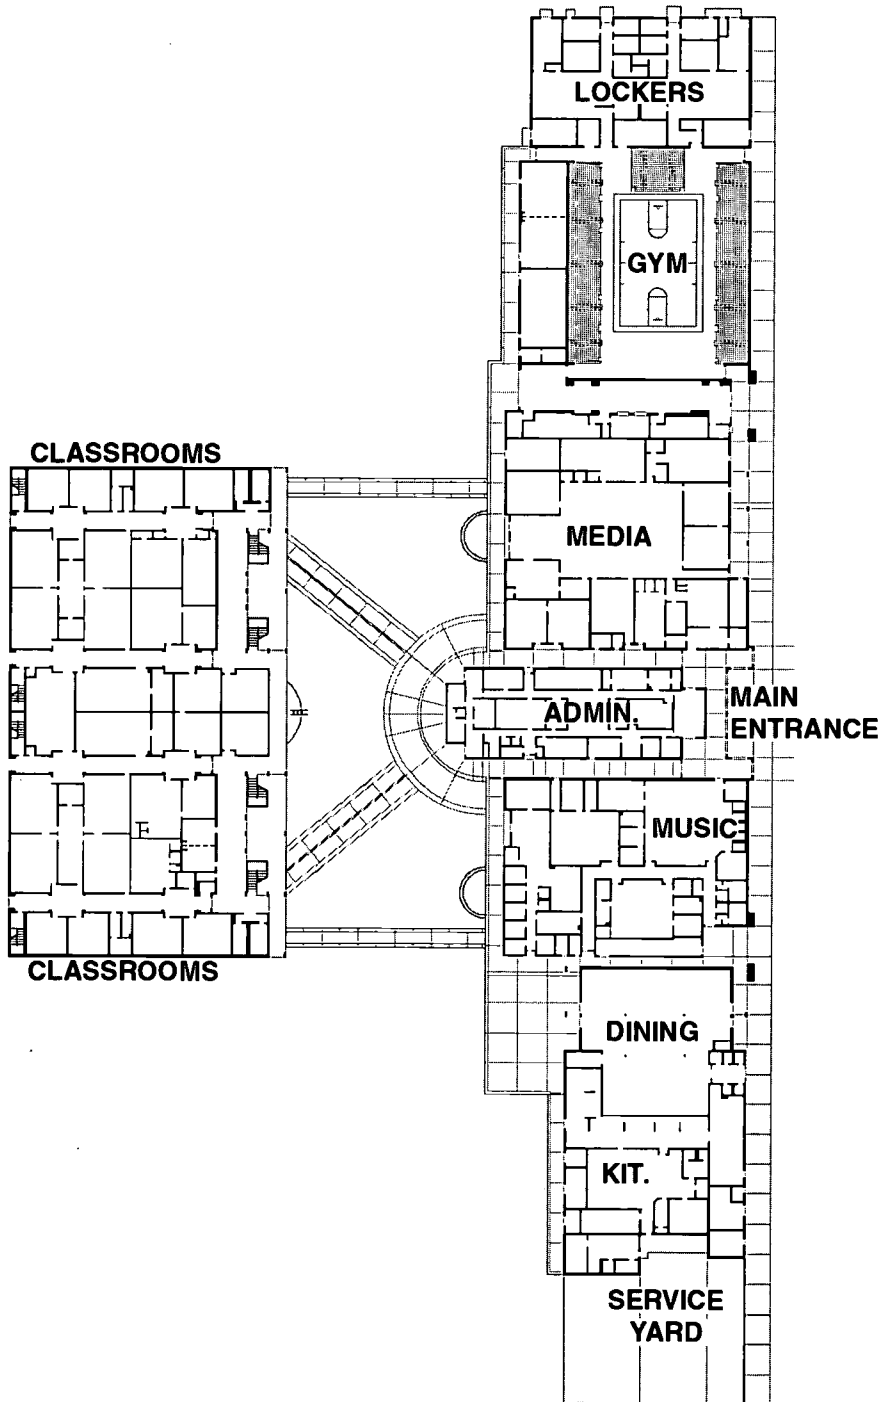 LOCKERS
GYM
CLASSROOMS
MEDIA
ADMIN.
MAIN
ENTRANCE
MUSIC
CLASSROOMS
DINING
KIT.
SERVICE
YARD